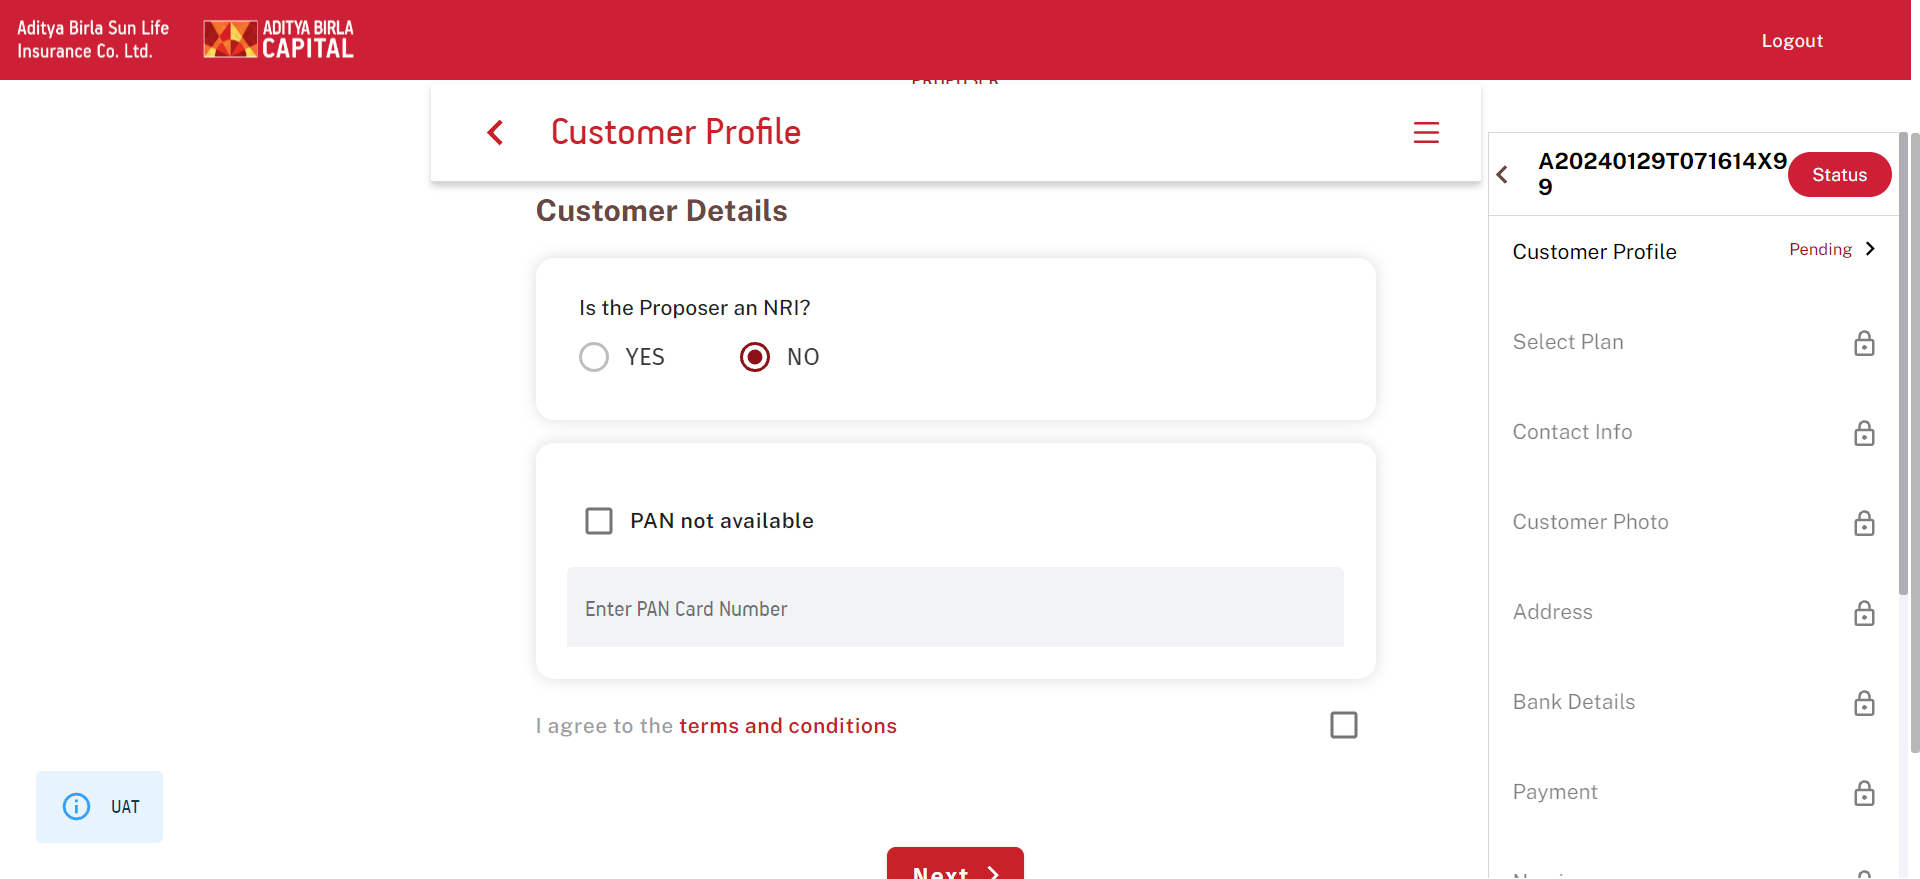 Aditya Birla Sun Life
Insurance Co. Ltd.
ADITYA BIRLA
CAPITAL
Logout
Customer Profile
Customer Details
Is the Proposer an NRI?
YES
NO
PAN not available
Enter PAN Card Number
I agree to the terms and conditions
UAT
Next
A20240129T071614X9
9
Status
Customer Profile
Pending
Select Plan
Contact Info
Customer Photo
Address
Bank Details
Payment